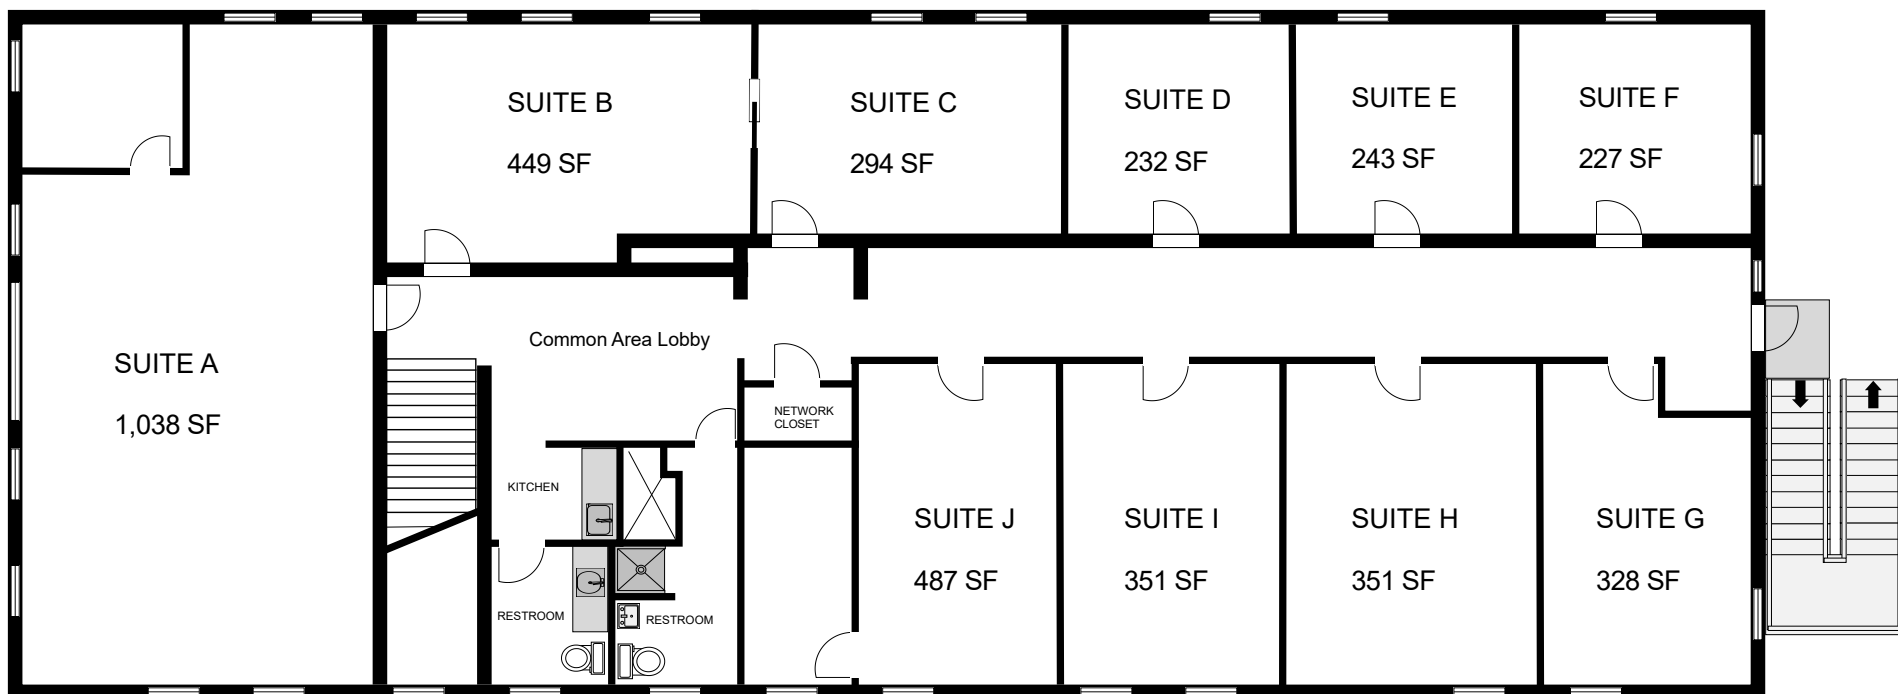 SUITE A
1,038 SF
SUITE B
449 SF
SUITE C
294 SF
SUITE D
232 SF
SUITE E
243 SF
SUITE F
227 SF
Common Area Lobby
NETWORK
CLOSET
KITCHEN
RESTROOM
RESTROOM
SUITE J
487 SF
SUITE I
351 SF
SUITE H
351 SF
SUITE G
328 SF